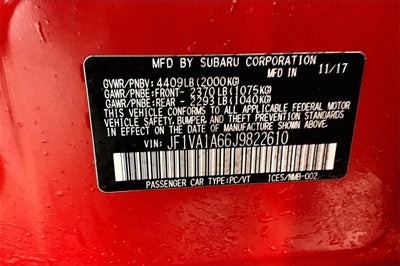 MFD BY SUBARU CORPORATION
MFD. IN JAPAN 11/17
GVWR/PNBV: 4409LB (2000KG)
GAWR/PNBE:FRONT- 2370LB (1075KG)
GAWR/PNBE:REAR - 2293LB (1040KG)
THIS VEHICLE CONFORMS TO ALL APPLICABLE FEDERAL MOTOR
VEHICLE SAFETY, BUMPER, AND THEFT PREVENTION STANDARDS
IN EFFECT ON THE DATE OF MANUFACTURE SHOWN ABOVE.
VIN: JF1VA1A66J9822610
PASSENGER CAR TYPE:PC/VT ICES/NMB-002